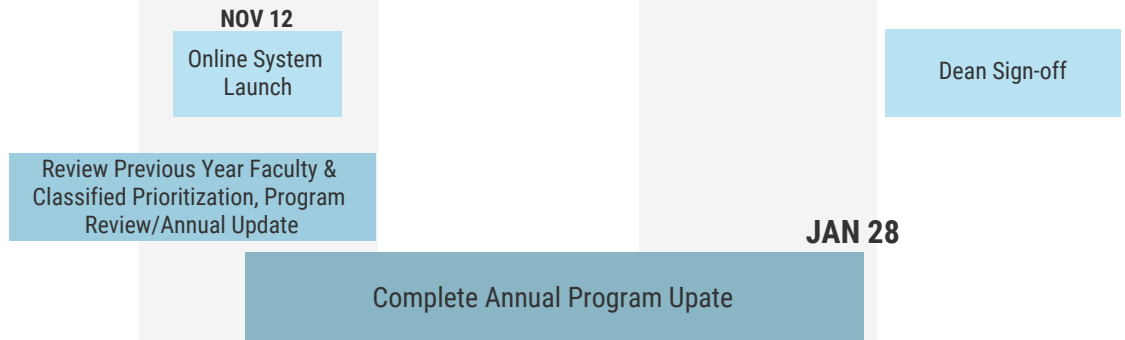 NOV 12
Online System
Launch
Dean Sign-off
Review Previous Year Faculty &
Classified Prioritization, Program
Review/Annual Update
JAN 28
Complete Annual Program Upate